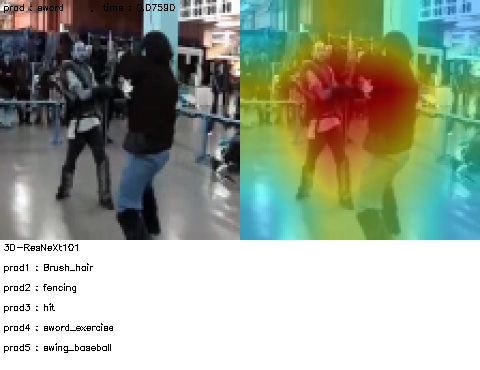 pred : sword , time : 0.07590
3D-ResNeXt101
pred1 : Brush_hair
pred2 : fencing
pred3 : hit
pred4 : sword_exercise
pred5 : swing_baseball